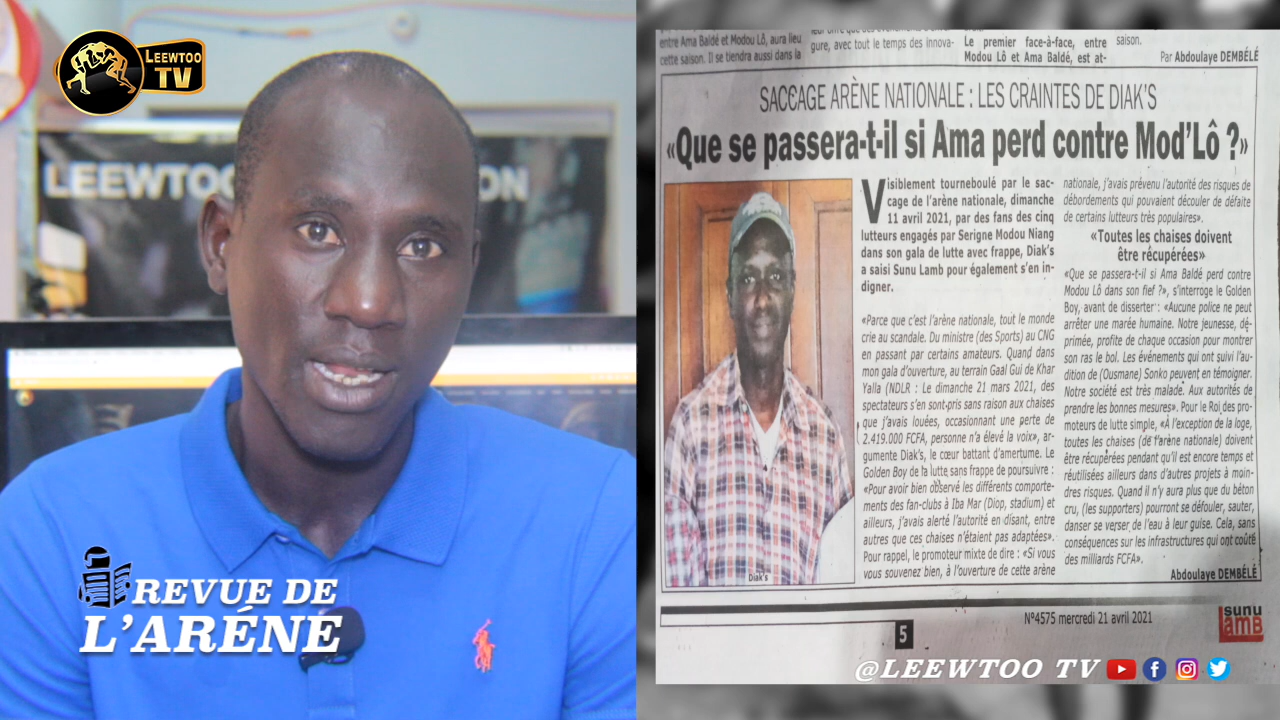 LEEWTOO
TV
LEEWTOO
ON
REVUE DE
L'ARÉNE
entre Ama Baldé et Modou Lô, aura lieu
cette saison. Il se tiendra aussi dans la
gure, avec tout le temps des innova-
Le premier face-à-face, entre
Modou Lô et Ama Baldé, est at-
saison.
Par Abdoulaye DEMBÉLÉ
SACCAGE ARÈNE NATIONALE : LES CRAINTES DE DIAK'S
«Que se passera-t-il si Ama perd contre Mod'Lô ?»
Visiblement tourneboulé par le sac-
cage de l'arène nationale, dimanche
11 avril 2021, par des fans des cinq
lutteurs engagés par Serigne Modou Niang
dans son gala de lutte avec frappe, Diak's
a saisi Sunu Lamb pour également s'en in-
digner.
«Parce que c'est l'arène nationale, tout le monde
crie au scandale. Du ministre (des Sports) au CNG
en passant par certains amateurs. Quand dans
mon gala d'ouverture, au terrain Gaal Gui de Khar
Yalla (NDLR : Le dimanche 21 mars 2021, des
spectateurs s'en sont-pris sans raison aux chaises
que j'avais louées, occasionnant une perte de
2.419.000 FCFA, personne n'a élevé la voix», ar-
gumente Diak's, le cœur battant d'amertume. Le
Golden Boy de la lutte sans frappe de poursuivre :
«Pour avoir bien observé les différents comporte-
ments des fan-clubs à Iba Mar (Diop, stadium) et
ailleurs, j'avais alerté l'autorité en disant, entre
autres que ces chaises n'étaient pas adaptées».
Pour rappel, le promoteur mixte de dire : «Si vous
vous souvenez bien, à l'ouverture de cette arène
nationale, j'avais prévenu l'autorité des risques de
débordements qui pouvaient découler de défaite
de certains lutteurs très populaires».
«Toutes les chaises doivent
être récupérées»
«Que se passera-t-il si Ama Baldé perd contre
Modou Lô dans son fief ?», s'interroge le Golden
Boy, avant de disserter : «Aucune police ne peut
arrêter une marée humaine. Notre jeunesse, dé-
primée, profite de chaque occasion pour montrer
son ras le bol. Les événements qui ont suivi l'au-
dition de (Ousmane) Sonko peuvent en témoigner.
Notre société est très malade. Aux autorités de
prendre les bonnes mesures». Pour le Roi des pro-
moteurs de lutte simple, «À l'exception de la loge,
toutes les chaises (de l'arène nationale) doivent
être récupérées pendant qu'il est encore temps et
réutilisées ailleurs dans d'autres projets à moin-
dres risques. Quand il n'y aura plus que du béton
cru, (les supporters) pourront se défouler, sauter,
danser se verser de l'eau à leur guise. Cela, sans
conséquences sur les infrastructures qui ont coûté
des milliards FCFA».
Abdoulaye DEMBÉLÉ
Diak's
5
N°4575 mercredi 21 avril 2021
sunu
LamB
@LEEWTOO TV